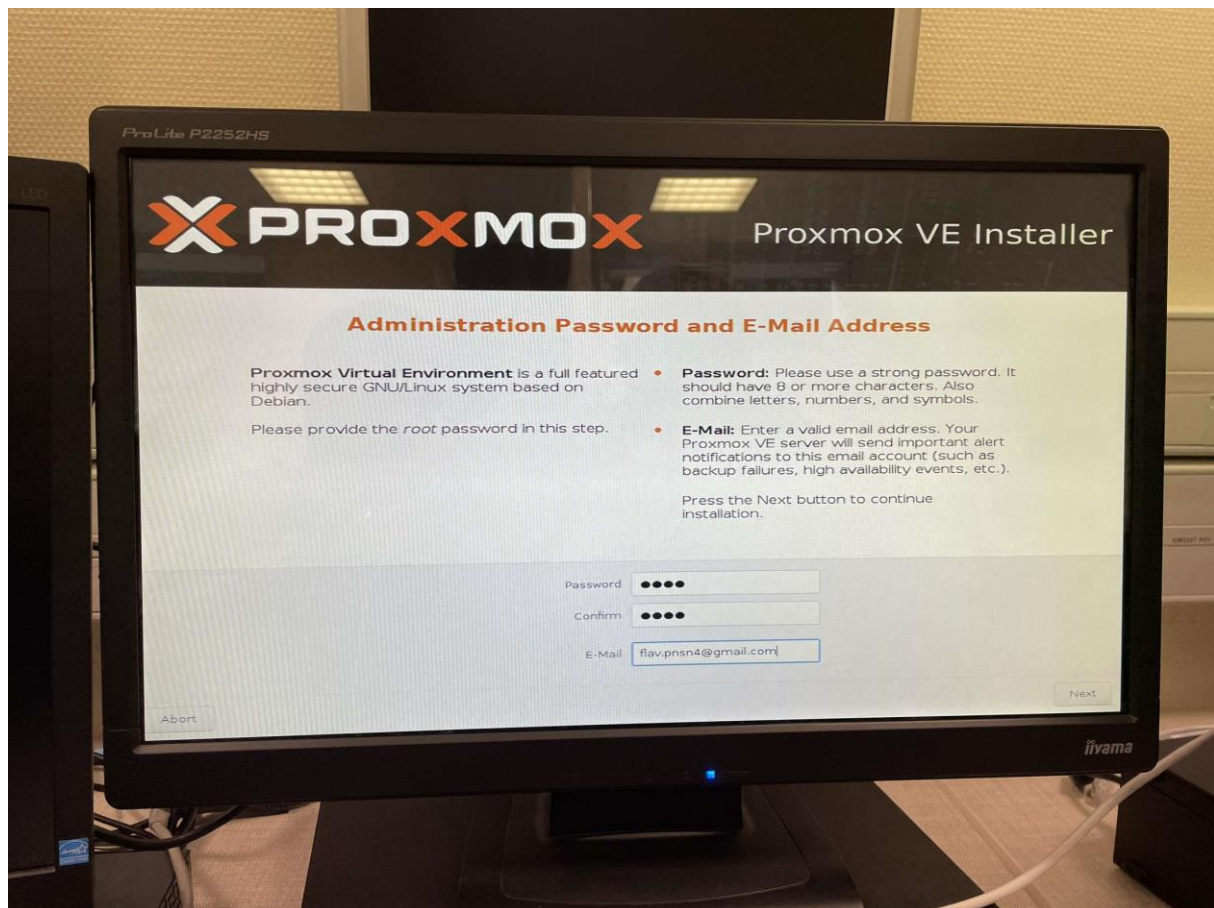 ProLite P2252HS
LED
PROXMOX
Proxmox VE Installer
Administration Password and E-Mail Address
Proxmox Virtual Environment is a full featured
highly secure GNU/Linux system based on
Debian.
Please provide the root password in this step.
• Password: Please use a strong password. It
should have 8 or more characters. Also
combine letters, numbers, and symbols.
• E-Mail: Enter a valid email address. Your
Proxmox VE server will send important alert
notifications to this email account (such as
backup failures, high availability events, etc.).
Press the Next button to continue
installation.
Password ●●●●
Confirm ●●●●
E-Mail flav.pnsn4@gmail.com
Abort
Next
iiyama